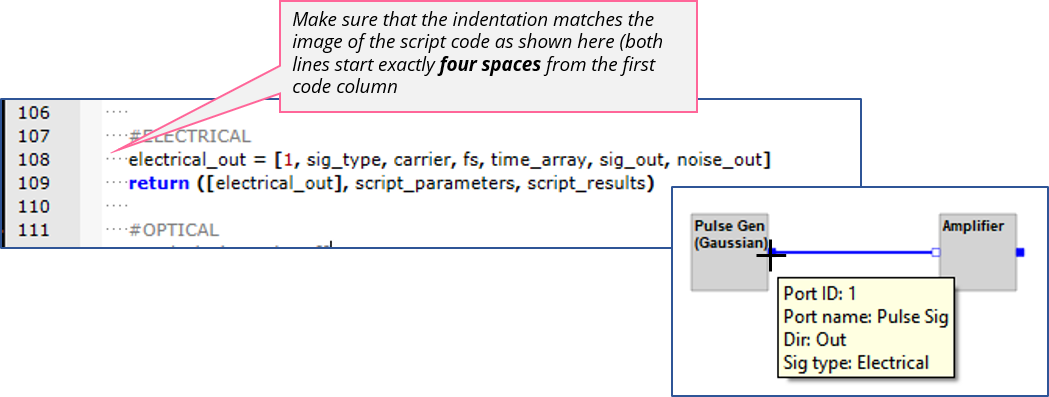 Make sure that the indentation matches the
image of the script code as shown here (both
lines start exactly four spaces from the first
code column
106 ····
107 ····#ELECTRICAL
108 ····electrical_out = [1, sig_type, carrier, fs, time_array, sig_out, noise_out]
109 ····return ([electrical_out], script_parameters, script_results)
110 ····
111 ····#OPTICAL
Pulse Gen
(Gaussian)
Amplifier
Port ID: 1
Port name: Pulse Sig
Dir: Out
Sig type: Electrical